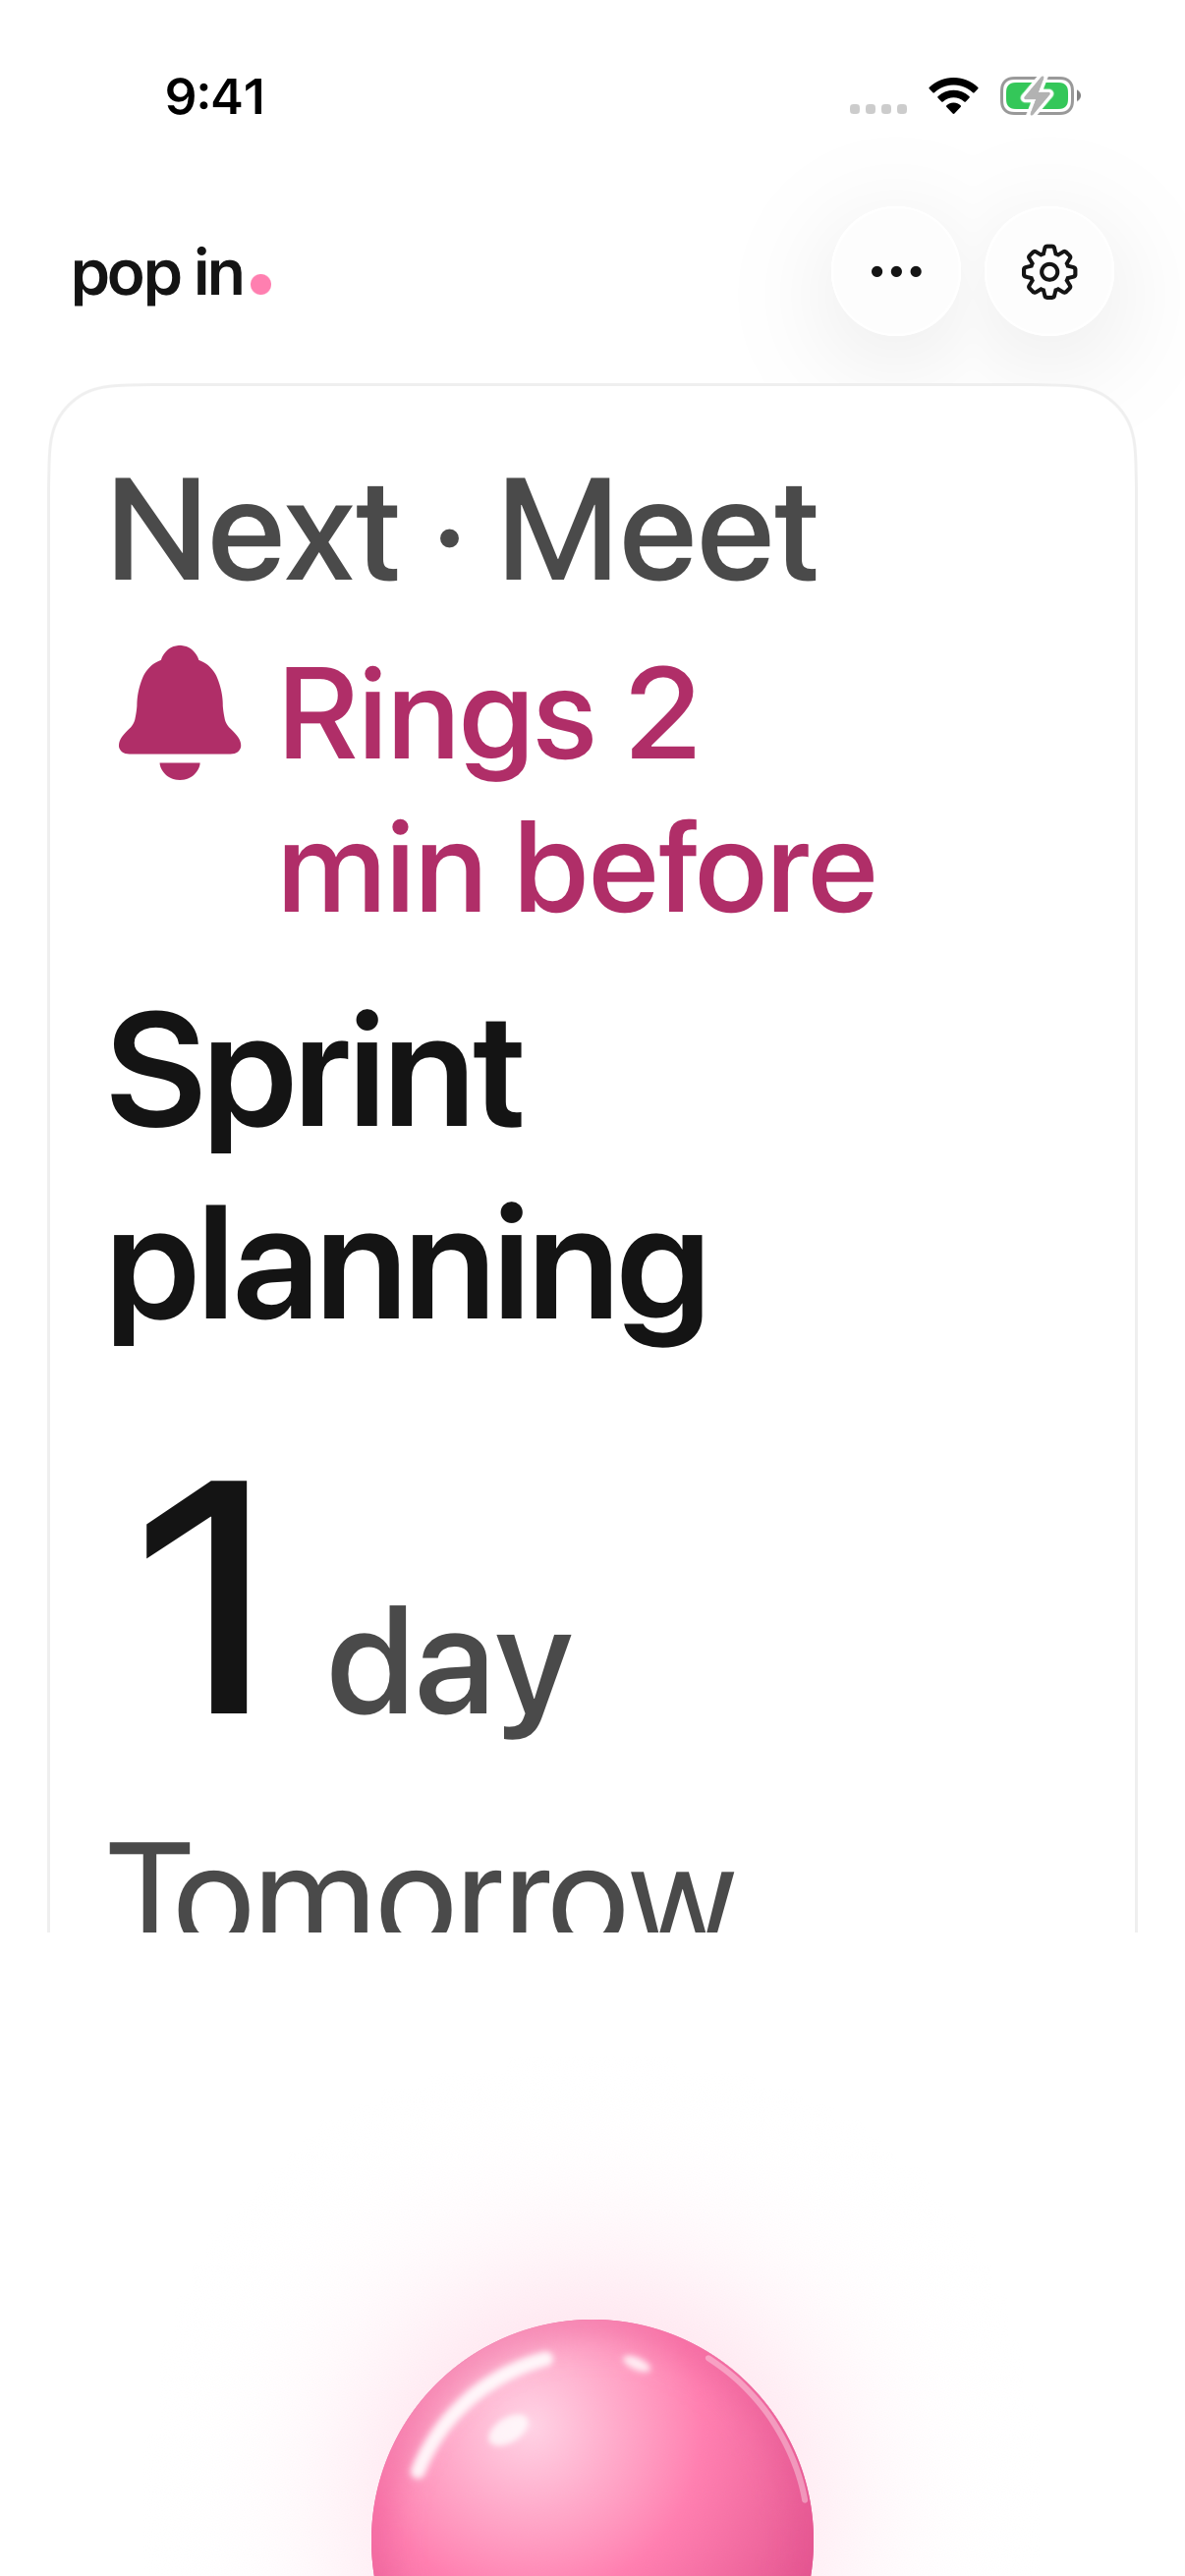 9:41
pop in
Next · Meet
Rings 2
min before
Sprint
planning
1 day
Tomorrow